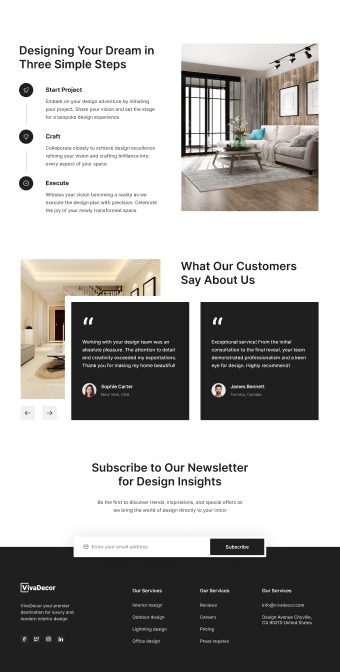 Designing Your Dream in
Three Simple Steps
Start Project
Embark on your design adventure by initiating
your project. Share your vision and set the stage
for a bespoke design experience
Craft
Collaborate closely to achieve design excellence
refining your vision and crafting brilliance into
every aspect of your space
Execute
Witness your vision becoming a reality as we
execute the design plan with precision. Celebrate
the joy of your newly transformed space
What Our Customers
Say About Us
“
Working with your design team was an
absolute pleasure. The attention to detail
and creativity exceeded my expectations.
Thank you for making my home beautiful!
Sophie Carter
New York, USA
“
Exceptional service! From the initial
consultation to the final reveal, your team
demonstrated professionalism and a keen
eye for design. Highly recommend!
James Bennett
Toronto, Canada
Subscribe to Our Newsletter
for Design Insights
Be the first to discover trends, inspirations, and special offers as
we bring the world of design directly to your inbox
Enter your email address
Subscribe
VivaDecor
VivaDecor your premier
destination for luxury and
modern interior design
Our Services
Interior design
Outdoor design
Lightning design
Office design
Our Services
Reviews
Careers
Pricing
Press inquires
Our Services
info@vivadecor.com
Design Avenue Cityville,
CA 90210 United States